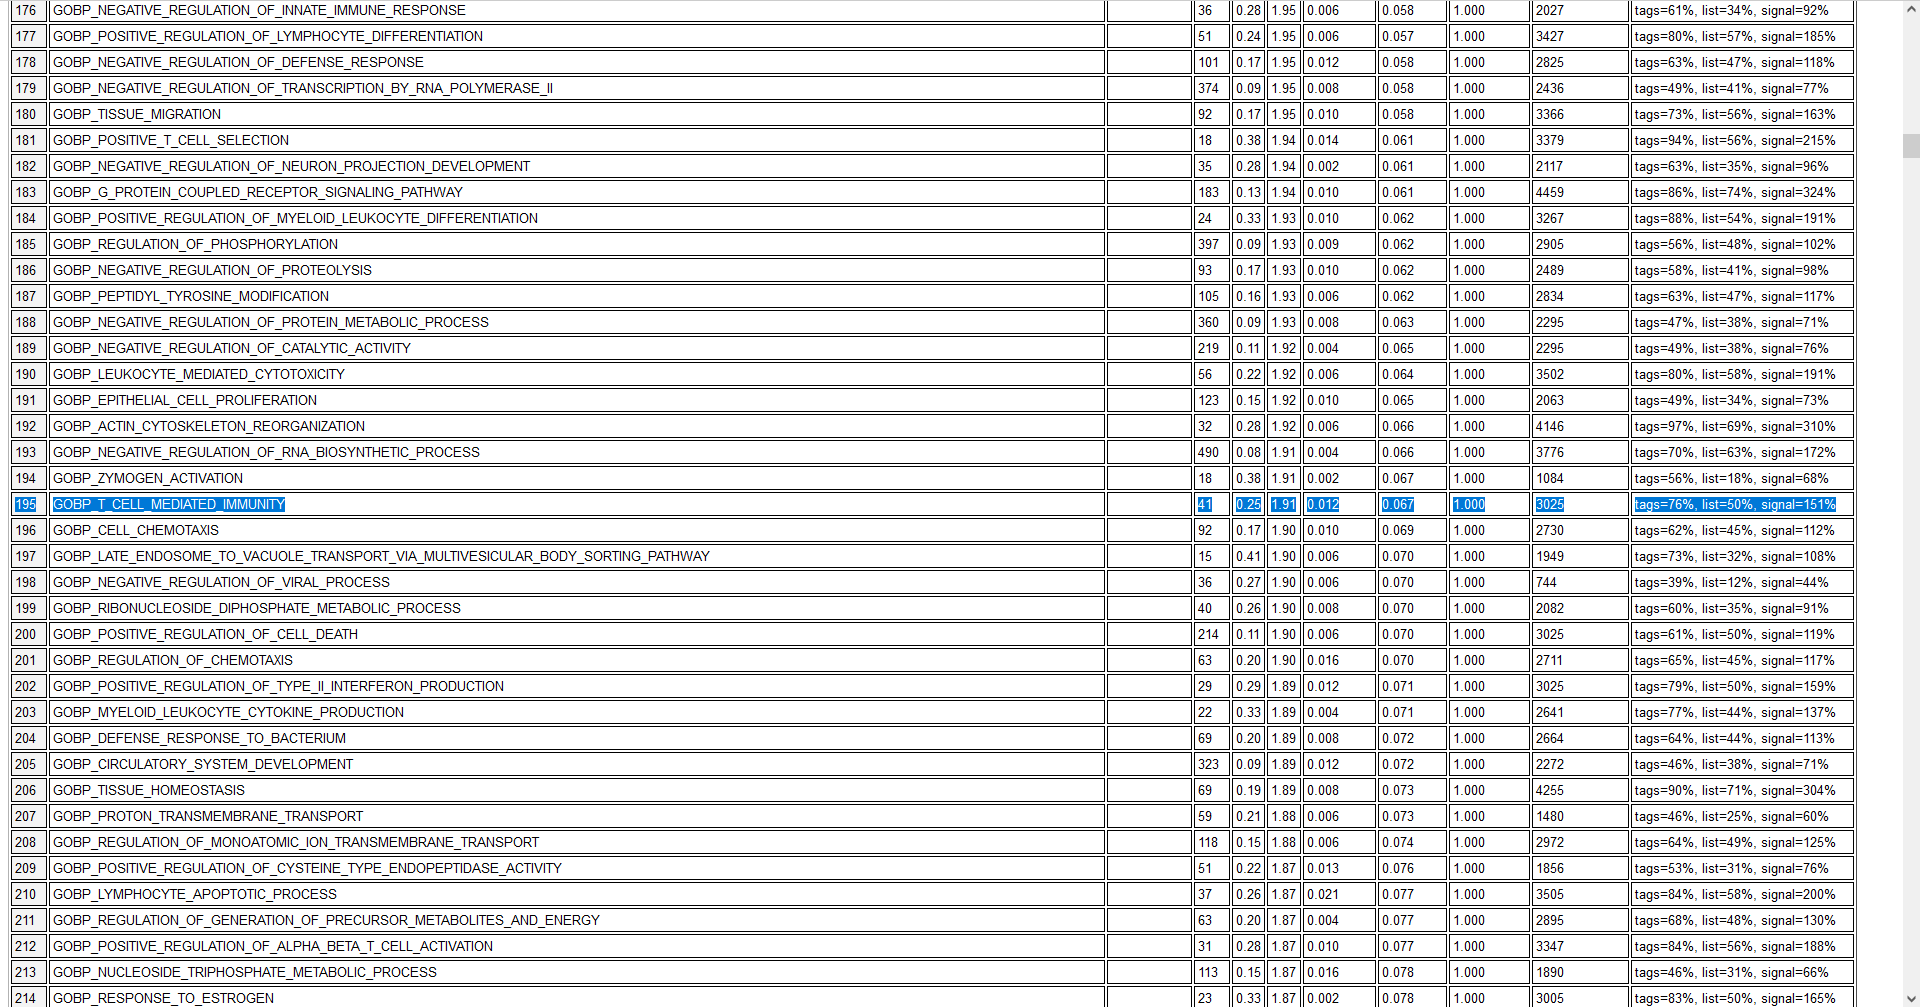 176 GOBP_NEGATIVE_REGULATION_OF_INNATE_IMMUNE_RESPONSE 36 0.28 1.95 0.006 0.058 1.000 2027 tags=61%, list=34%, signal=92%
177 GOBP_POSITIVE_REGULATION_OF_LYMPHOCYTE_DIFFERENTIATION 51 0.24 1.95 0.006 0.057 1.000 3427 tags=80%, list=57%, signal=185%
178 GOBP_NEGATIVE_REGULATION_OF_DEFENSE_RESPONSE 101 0.17 1.95 0.012 0.058 1.000 2825 tags=63%, list=47%, signal=118%
179 GOBP_NEGATIVE_REGULATION_OF_TRANSCRIPTION_BY_RNA_POLYMERASE_II 374 0.09 1.95 0.008 0.058 1.000 2436 tags=49%, list=41%, signal=77%
180 GOBP_TISSUE_MIGRATION 92 0.17 1.95 0.010 0.058 1.000 3366 tags=73%, list=56%, signal=163%
181 GOBP_POSITIVE_T_CELL_SELECTION 18 0.38 1.94 0.014 0.061 1.000 3379 tags=94%, list=56%, signal=215%
182 GOBP_NEGATIVE_REGULATION_OF_NEURON_PROJECTION_DEVELOPMENT 35 0.28 1.94 0.002 0.061 1.000 2117 tags=63%, list=35%, signal=96%
183 GOBP_G_PROTEIN_COUPLED_RECEPTOR_SIGNALING_PATHWAY 183 0.13 1.94 0.010 0.061 1.000 4459 tags=86%, list=74%, signal=324%
184 GOBP_POSITIVE_REGULATION_OF_MYELOID_LEUKOCYTE_DIFFERENTIATION 24 0.33 1.93 0.010 0.062 1.000 3267 tags=88%, list=54%, signal=191%
185 GOBP_REGULATION_OF_PHOSPHORYLATION 397 0.09 1.93 0.009 0.062 1.000 2905 tags=56%, list=48%, signal=102%
186 GOBP_NEGATIVE_REGULATION_OF_PROTEOLYSIS 93 0.17 1.93 0.010 0.062 1.000 2489 tags=58%, list=41%, signal=98%
187 GOBP_PEPTIDYL_TYROSINE_MODIFICATION 105 0.16 1.93 0.006 0.062 1.000 2834 tags=63%, list=47%, signal=117%
188 GOBP_NEGATIVE_REGULATION_OF_PROTEIN_METABOLIC_PROCESS 360 0.09 1.93 0.008 0.063 1.000 2295 tags=47%, list=38%, signal=71%
189 GOBP_NEGATIVE_REGULATION_OF_CATALYTIC_ACTIVITY 219 0.11 1.92 0.004 0.065 1.000 2295 tags=49%, list=38%, signal=76%
190 GOBP_LEUKOCYTE_MEDIATED_CYTOTOXICITY 56 0.22 1.92 0.006 0.064 1.000 3502 tags=80%, list=58%, signal=191%
191 GOBP_EPITHELIAL_CELL_PROLIFERATION 123 0.15 1.92 0.010 0.065 1.000 2063 tags=49%, list=34%, signal=73%
192 GOBP_ACTIN_CYTOSKELETON_REORGANIZATION 32 0.28 1.92 0.006 0.066 1.000 4146 tags=97%, list=69%, signal=310%
193 GOBP_NEGATIVE_REGULATION_OF_RNA_BIOSYNTHETIC_PROCESS 490 0.08 1.91 0.004 0.066 1.000 3776 tags=70%, list=63%, signal=172%
194 GOBP_ZYMOGEN_ACTIVATION 18 0.38 1.91 0.002 0.067 1.000 1084 tags=56%, list=18%, signal=68%
195 GOBP_T_CELL_MEDIATED_IMMUNITY 41 0.25 1.91 0.012 0.067 1.000 3025 tags=76%, list=50%, signal=151%
196 GOBP_CELL_CHEMOTAXIS 92 0.17 1.90 0.010 0.069 1.000 2730 tags=62%, list=45%, signal=112%
197 GOBP_LATE_ENDOSOME_TO_VACUOLE_TRANSPORT_VIA_MULTIVESICULAR_BODY_SORTING_PATHWAY 15 0.41 1.90 0.006 0.070 1.000 1949 tags=73%, list=32%, signal=108%
198 GOBP_NEGATIVE_REGULATION_OF_VIRAL_PROCESS 36 0.27 1.90 0.006 0.070 1.000 744 tags=39%, list=12%, signal=44%
199 GOBP_RIBONUCLEOSIDE_DIPHOSPHATE_METABOLIC_PROCESS 40 0.26 1.90 0.008 0.070 1.000 2082 tags=60%, list=35%, signal=91%
200 GOBP_POSITIVE_REGULATION_OF_CELL_DEATH 214 0.11 1.90 0.006 0.070 1.000 3025 tags=61%, list=50%, signal=119%
201 GOBP_REGULATION_OF_CHEMOTAXIS 63 0.20 1.90 0.016 0.070 1.000 2711 tags=65%, list=45%, signal=117%
202 GOBP_POSITIVE_REGULATION_OF_TYPE_II_INTERFERON_PRODUCTION 29 0.29 1.89 0.012 0.071 1.000 3025 tags=79%, list=50%, signal=159%
203 GOBP_MYELOID_LEUKOCYTE_CYTOKINE_PRODUCTION 22 0.33 1.89 0.004 0.071 1.000 2641 tags=77%, list=44%, signal=137%
204 GOBP_DEFENSE_RESPONSE_TO_BACTERIUM 69 0.20 1.89 0.008 0.072 1.000 2664 tags=64%, list=44%, signal=113%
205 GOBP_CIRCULATORY_SYSTEM_DEVELOPMENT 323 0.09 1.89 0.012 0.072 1.000 2272 tags=46%, list=38%, signal=71%
206 GOBP_TISSUE_HOMEOSTASIS 69 0.19 1.89 0.008 0.073 1.000 4255 tags=90%, list=71%, signal=304%
207 GOBP_PROTON_TRANSMEMBRANE_TRANSPORT 59 0.21 1.88 0.006 0.073 1.000 1480 tags=46%, list=25%, signal=60%
208 GOBP_REGULATION_OF_MONOATOMIC_ION_TRANSMEMBRANE_TRANSPORT 118 0.15 1.88 0.006 0.074 1.000 2972 tags=64%, list=49%, signal=125%
209 GOBP_POSITIVE_REGULATION_OF_CYSTEINE_TYPE_ENDOPEPTIDASE_ACTIVITY 51 0.22 1.87 0.013 0.076 1.000 1856 tags=53%, list=31%, signal=76%
210 GOBP_LYMPHOCYTE_APOPTOTIC_PROCESS 37 0.26 1.87 0.021 0.077 1.000 3505 tags=84%, list=58%, signal=200%
211 GOBP_REGULATION_OF_GENERATION_OF_PRECURSOR_METABOLITES_AND_ENERGY 63 0.20 1.87 0.004 0.077 1.000 2895 tags=68%, list=48%, signal=130%
212 GOBP_POSITIVE_REGULATION_OF_ALPHA_BETA_T_CELL_ACTIVATION 31 0.28 1.87 0.010 0.077 1.000 3347 tags=84%, list=56%, signal=188%
213 GOBP_NUCLEOSIDE_TRIPHOSPHATE_METABOLIC_PROCESS 113 0.15 1.87 0.016 0.078 1.000 1890 tags=46%, list=31%, signal=66%
214 GOBP_RESPONSE_TO_ESTROGEN 23 0.33 1.87 0.002 0.078 1.000 3005 tags=83%, list=50%, signal=165%